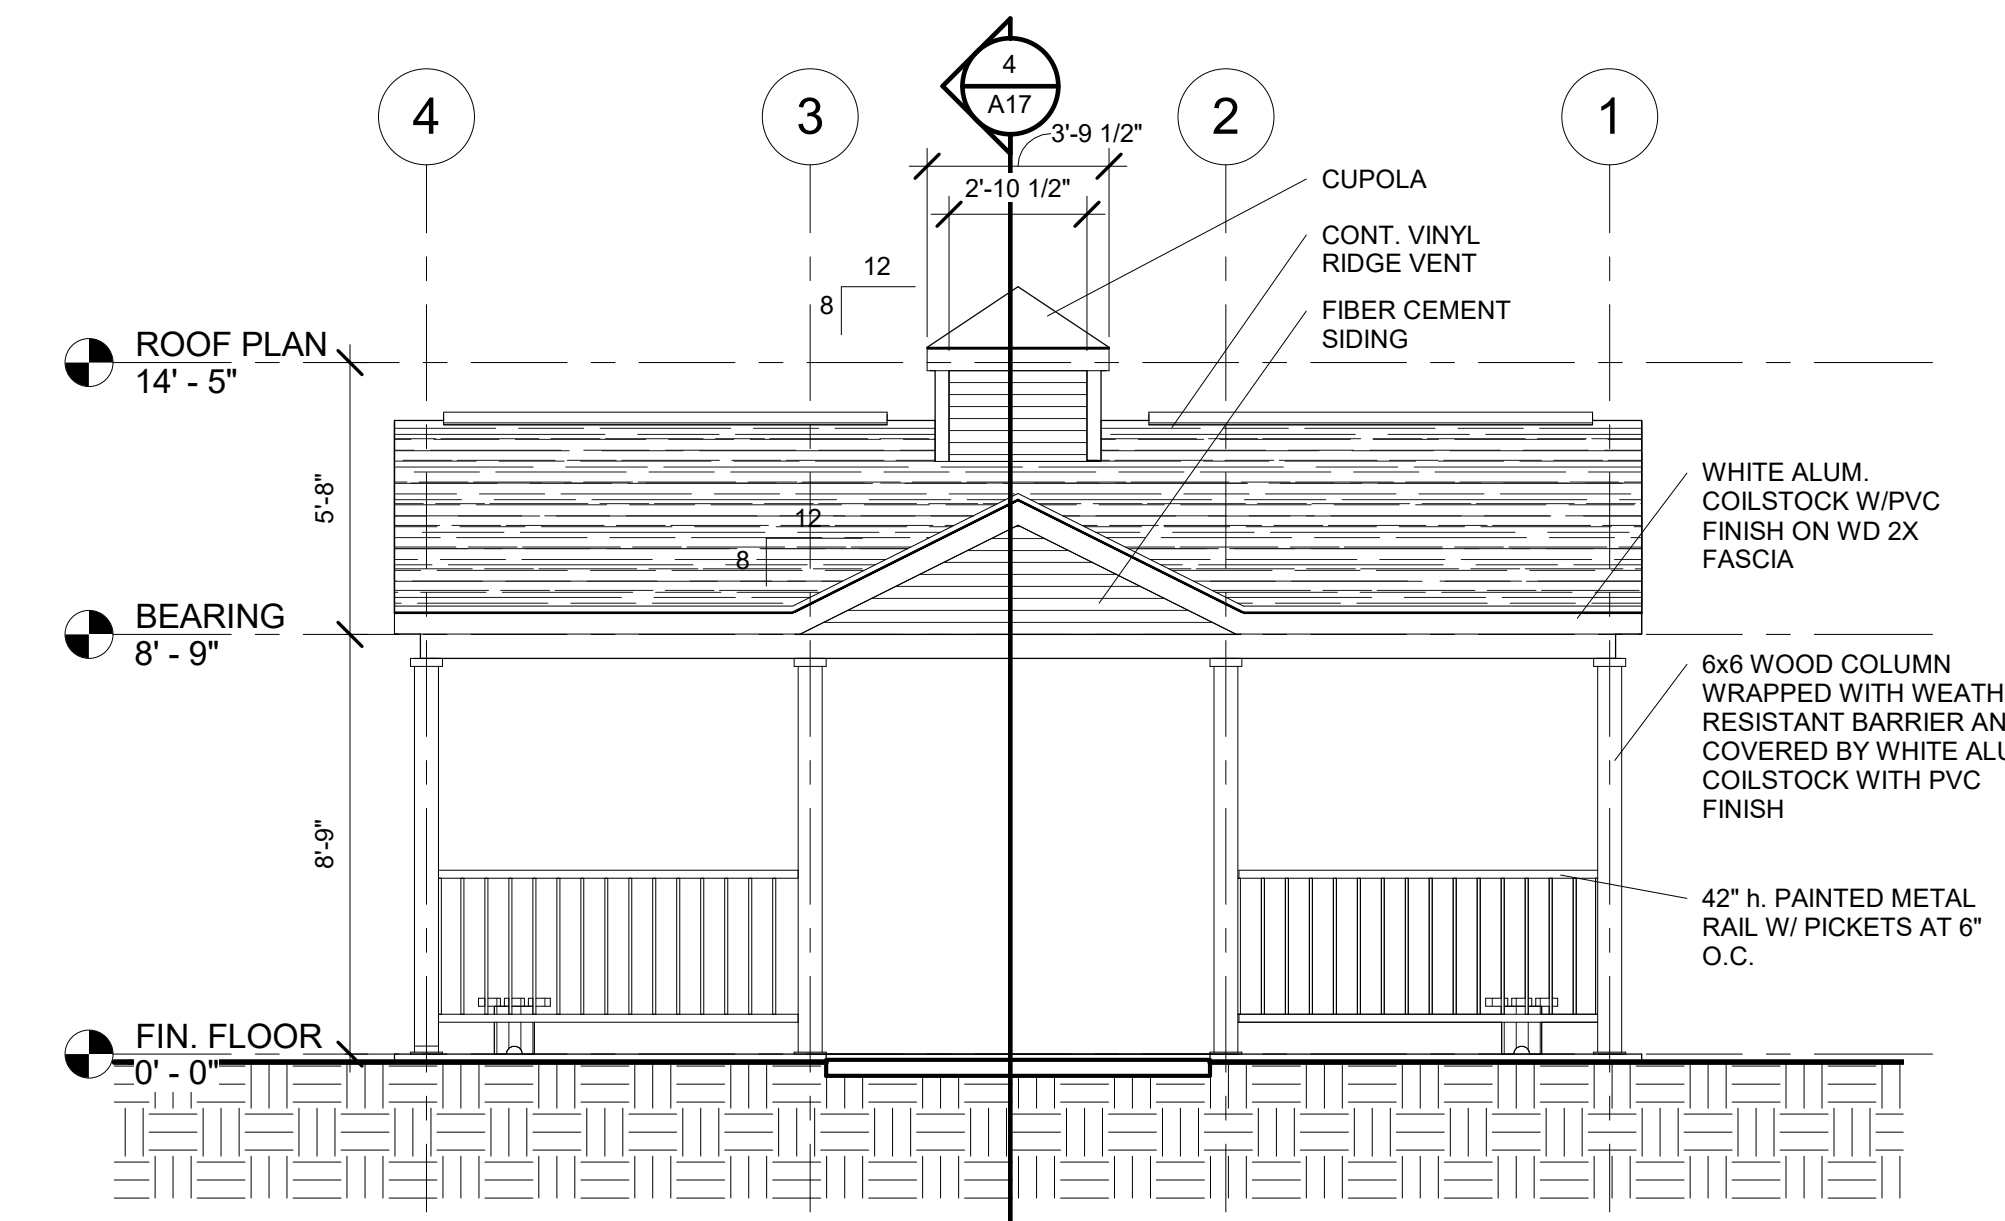 4
A17
4
3
2
1
3'-9 1/2"
2'-10 1/2"
CUPOLA
CONT. VINYL
RIDGE VENT
12
8
FIBER CEMENT
SIDING
ROOF PLAN
14' - 5"
5'-8"
12
8
WHITE ALUM.
COILSTOCK W/PVC
FINISH ON WD 2X
FASCIA
BEARING
8' - 9"
6x6 WOOD COLUMN
WRAPPED WITH WEATH
RESISTANT BARRIER AN
COVERED BY WHITE ALU
COILSTOCK WITH PVC
FINISH
8'-9"
42" h. PAINTED METAL
RAIL W/ PICKETS AT 6"
O.C.
FIN. FLOOR
0' - 0"